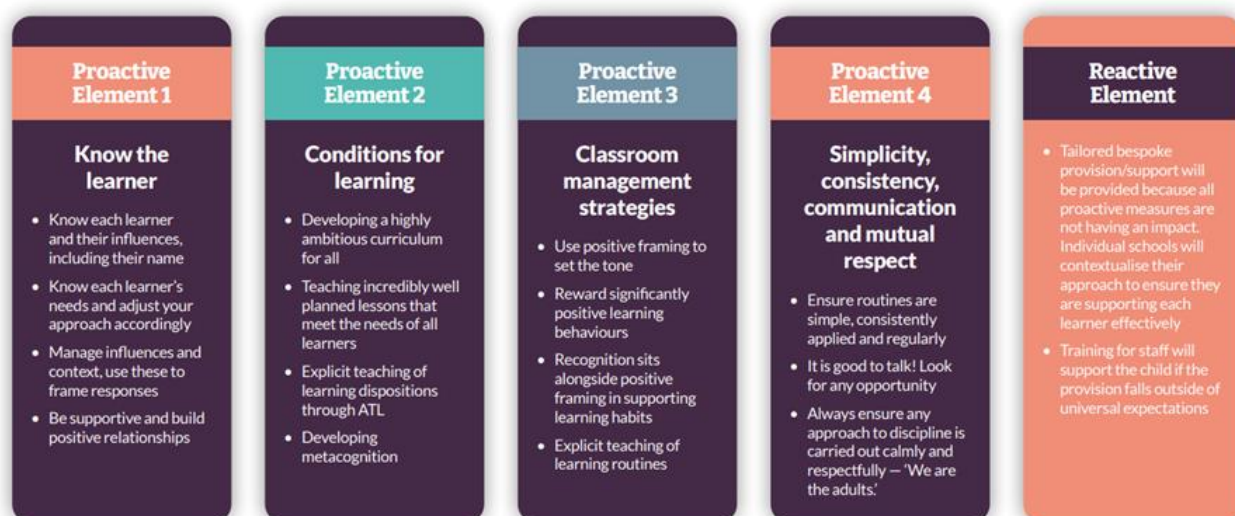 Proactive
Element 1
Know the
learner
• Know each learner
and their influences,
including their name
• Know each learner's
needs and adjust your
approach accordingly
• Manage influences and
context, use these to
frame responses
• Be supportive and build
positive relationships
Proactive
Element 2
Conditions for
learning
• Developing a highly
ambitious curriculum
for all
• Teaching incredibly well
planned lessons that
meet the needs of all
learners
• Explicit teaching of
learning dispositions
through ATL
• Developing
metacognition
Proactive
Element 3
Classroom
management
strategies
• Use positive framing to
set the tone
• Reward significantly
positive learning
behaviours
• Recognition sits
alongside positive
framing in supporting
learning habits
• Explicit teaching of
learning routines
Proactive
Element 4
Simplicity,
consistency,
communication
and mutual
respect
• Ensure routines are
simple, consistently
applied and regularly
• It is good to talk! Look
for any opportunity
• Always ensure any
approach to discipline is
carried out calmly and
respectfully — 'We are
the adults.'
Reactive
Element
• Tailored bespoke
provision/support will
be provided because all
proactive measures are
not having an impact.
Individual schools will
contextualise their
approach to ensure they
are supporting each
learner effectively
• Training for staff will
support the child if the
provision falls outside of
universal expectations